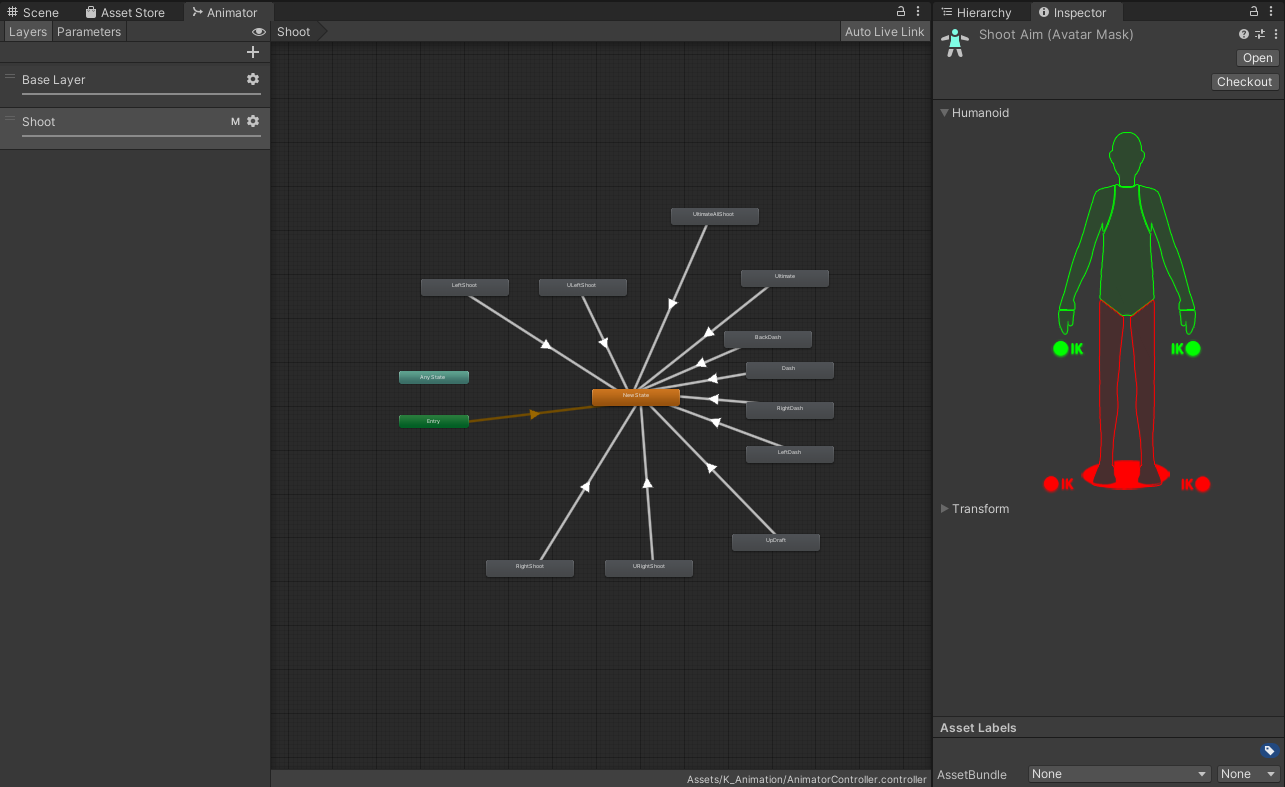 Scene
Asset Store
Animator
Hierarchy
Inspector
Layers
Parameters
Shoot
Auto Live Link
Shoot Aim (Avatar Mask)
Open
Checkout
Base Layer
Shoot
M
Humanoid
UltimateAltShoot
Ultimate
LeftShoot
ULeftShoot
BackDash
Dash
Any State
New State
RightDash
Entry
LeftDash
UpDraft
RightShoot
URightShoot
IK
IK
IK
IK
Transform
Asset Labels
AssetBundle
None
None
Assets/K_Animation/AnimatorController.controller